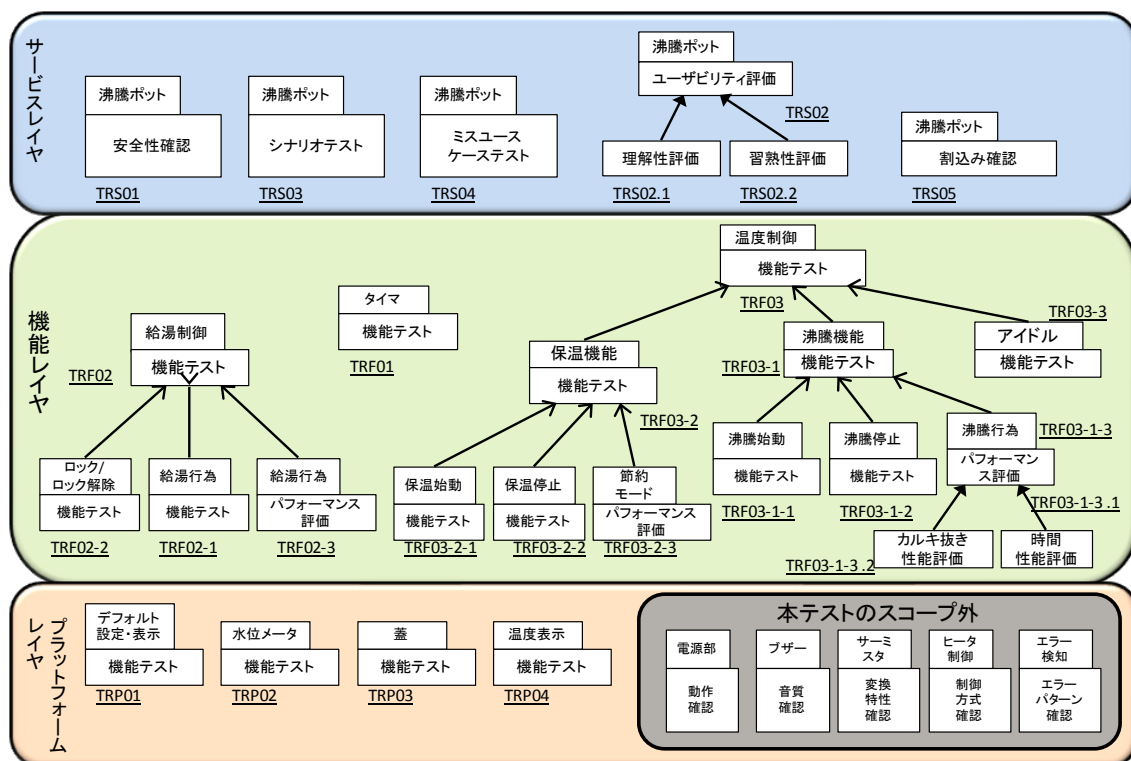 サービスレイヤ
沸騰ポット
安全性確認
TRS01
沸騰ポット
シナリオテスト
TRS03
沸騰ポット
ミスユース
ケーステスト
TRS04
沸騰ポット
ユーザビリティ評価
TRS02
理解性評価
TRS02.1
習熟性評価
TRS02.2
沸騰ポット
割込み確認
TRS05
機能レイヤ
給湯制御
機能テスト
TRF02
ロック/
ロック解除
機能テスト
TRF02-2
給湯行為
機能テスト
TRF02-1
給湯行為
パフォーマンス
評価
TRF02-3
タイマ
機能テスト
TRF01
温度制御
機能テスト
TRF03
保温機能
機能テスト
TRF03-2
保温始動
機能テスト
TRF03-2-1
保温停止
機能テスト
TRF03-2-2
節約
モード
パフォーマンス
評価
TRF03-2-3
沸騰機能
機能テスト
TRF03-1
沸騰始動
機能テスト
TRF03-1-1
沸騰停止
機能テスト
TRF03-1-2
沸騰行為
パフォーマン
ス評価
TRF03-1-3
カルキ抜き
性能評価
TRF03-1-3 .2
時間
性能評価
TRF03-1-3 .1
アイドル
機能テスト
TRF03-3
プラットフォーム
レイヤ
デフォルト
設定・表示
機能テスト
TRP01
水位メータ
機能テスト
TRP02
蓋
機能テスト
TRP03
温度表示
機能テスト
TRP04
本テストのスコープ外
電源部
動作
確認
ブザー
音質
確認
サーミ
スタ
変換
特性
確認
ヒータ
制御
制御
方式
確認
エラー
検知
エラー
パターン
確認